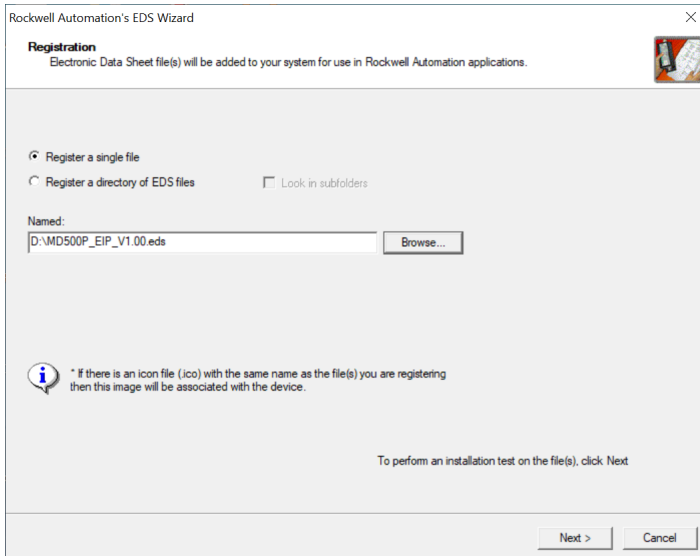 Rockwell Automation's EDS Wizard
Registration
Electronic Data Sheet file(s) will be added to your system for use in Rockwell Automation applications.
Register a single file
Register a directory of EDS files
Look in subfolders
Named:
D:\MD500P_EIP_V1.00.eds
Browse...
* If there is an icon file (.ico) with the same name as the file(s) you are registering
then this image will be associated with the device.
To perform an installation test on the file(s), click Next
Next >
Cancel